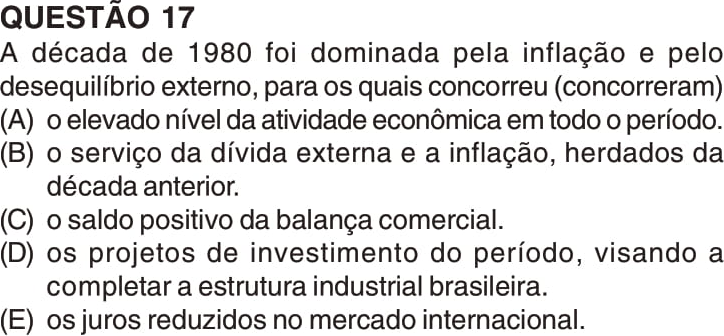 QUESTÃO 17
A década de 1980 foi dominada pela inflação e pelo
desequilíbrio externo, para os quais concorreu (concorreram)
(A) o elevado nível da atividade econômica em todo o período.
(B) o serviço da dívida externa e a inflação, herdados da
década anterior.
(C) o saldo positivo da balança comercial.
(D) os projetos de investimento do período, visando a
completar a estrutura industrial brasileira.
(E) os juros reduzidos no mercado internacional.